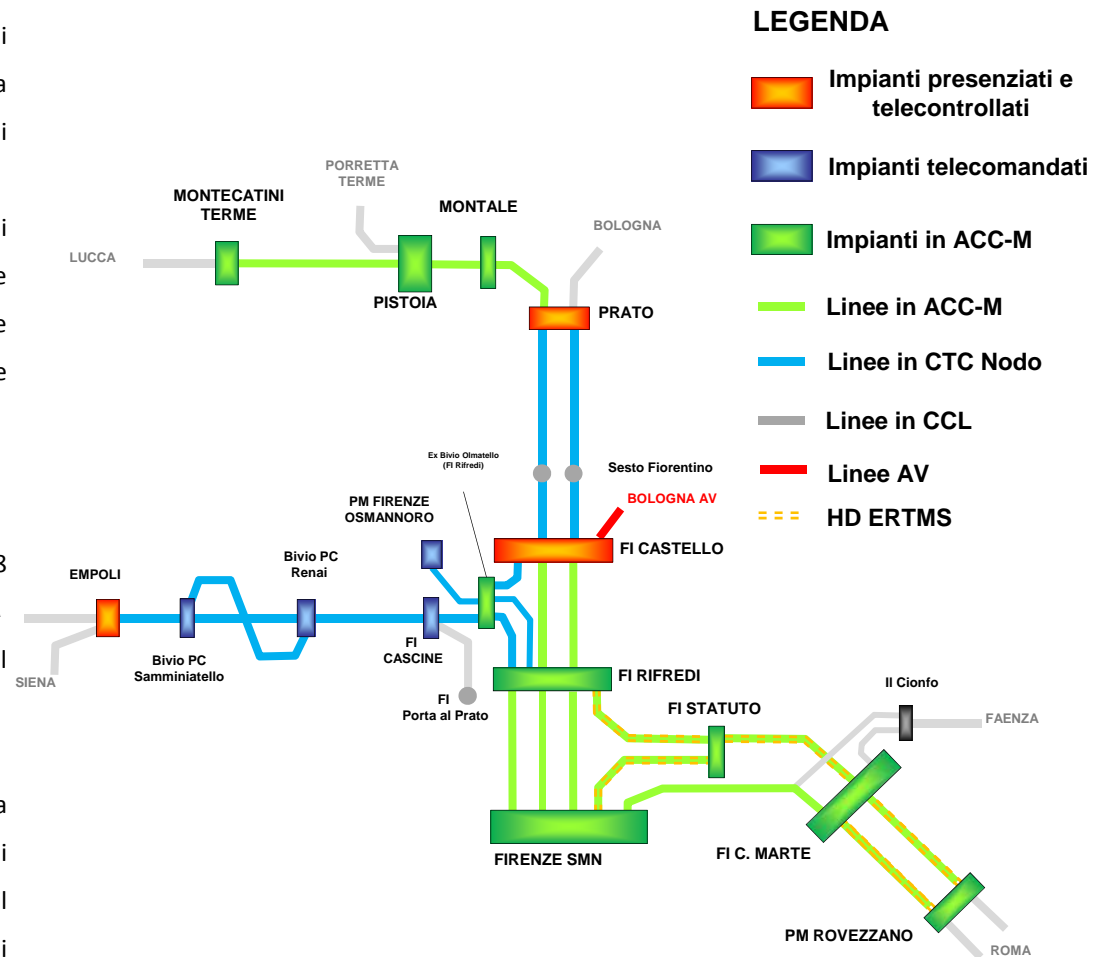 i
a
i
i
e
e
e
8
l
a
i
l
i
LEGENDA
Impianti presenziati e
telecontrollati
Impianti telecomandati
Impianti in ACC-M
Linee in ACC-M
Linee in CTC Nodo
Linee in CCL
Linee AV
HD ERTMS
PORRETTA
TERME
MONTECATINI
TERME
MONTALE
BOLOGNA
LUCCA
PISTOIA
PRATO
Ex Bivio Olmatello
(FI Rifredi)
Sesto Fiorentino
BOLOGNA AV
PM FIRENZE
OSMANNORO
FI CASTELLO
Bivio PC
Renai
EMPOLI
Bivio PC
Samminiatello
FI
CASCINE
SIENA
FI
Porta al Prato
FI RIFREDI
FI STATUTO
Il Cionfo
FAENZA
FIRENZE SMN
FI C. MARTE
PM ROVEZZANO
ROMA